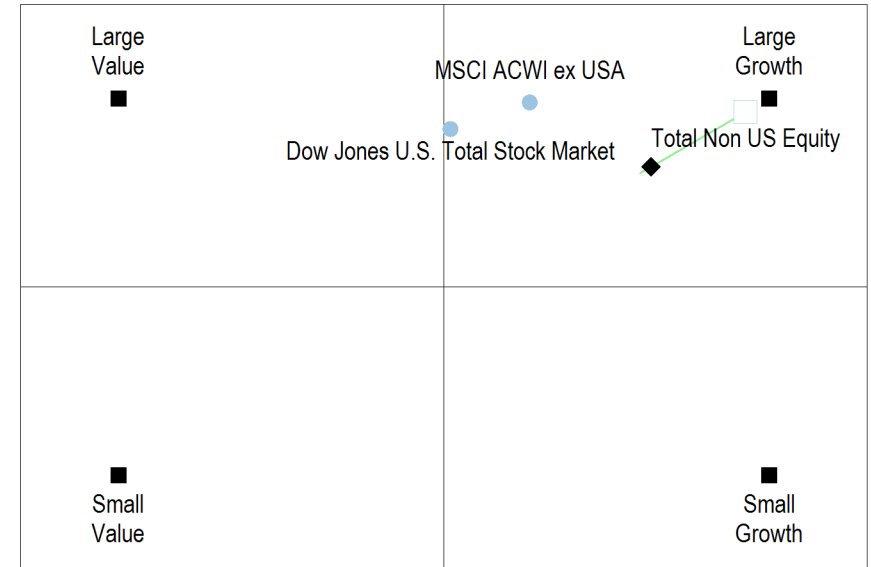 Large
Value
Large
Growth
MSCI ACWI ex USA
Total Non US Equity
Dow Jones U.S. Total Stock Market
Small
Value
Small
Growth